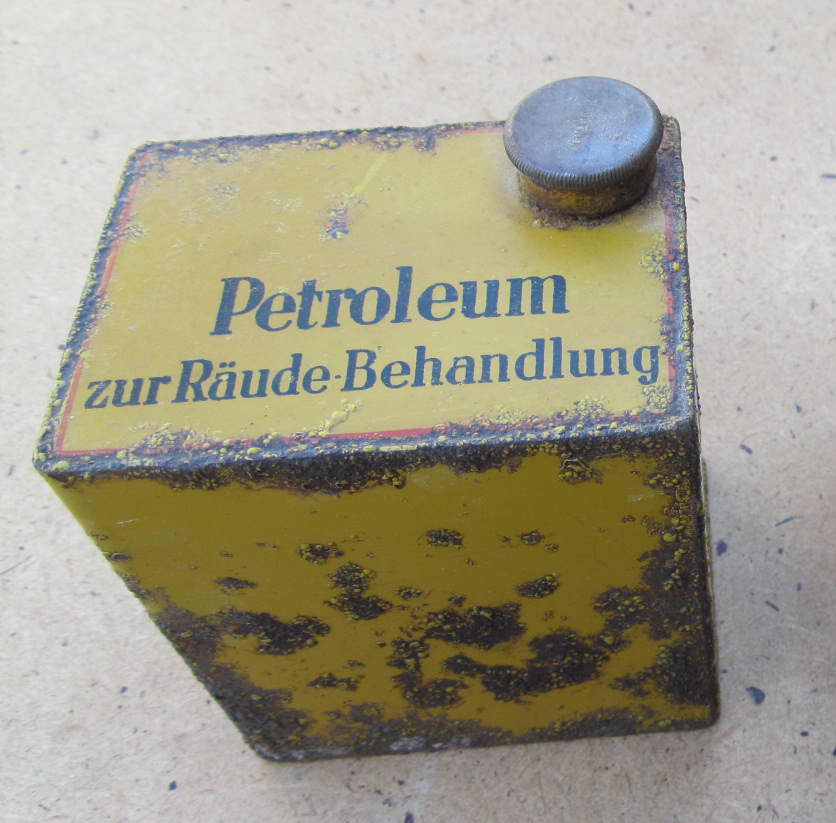 Petroleum
zur Räude-Behandlung